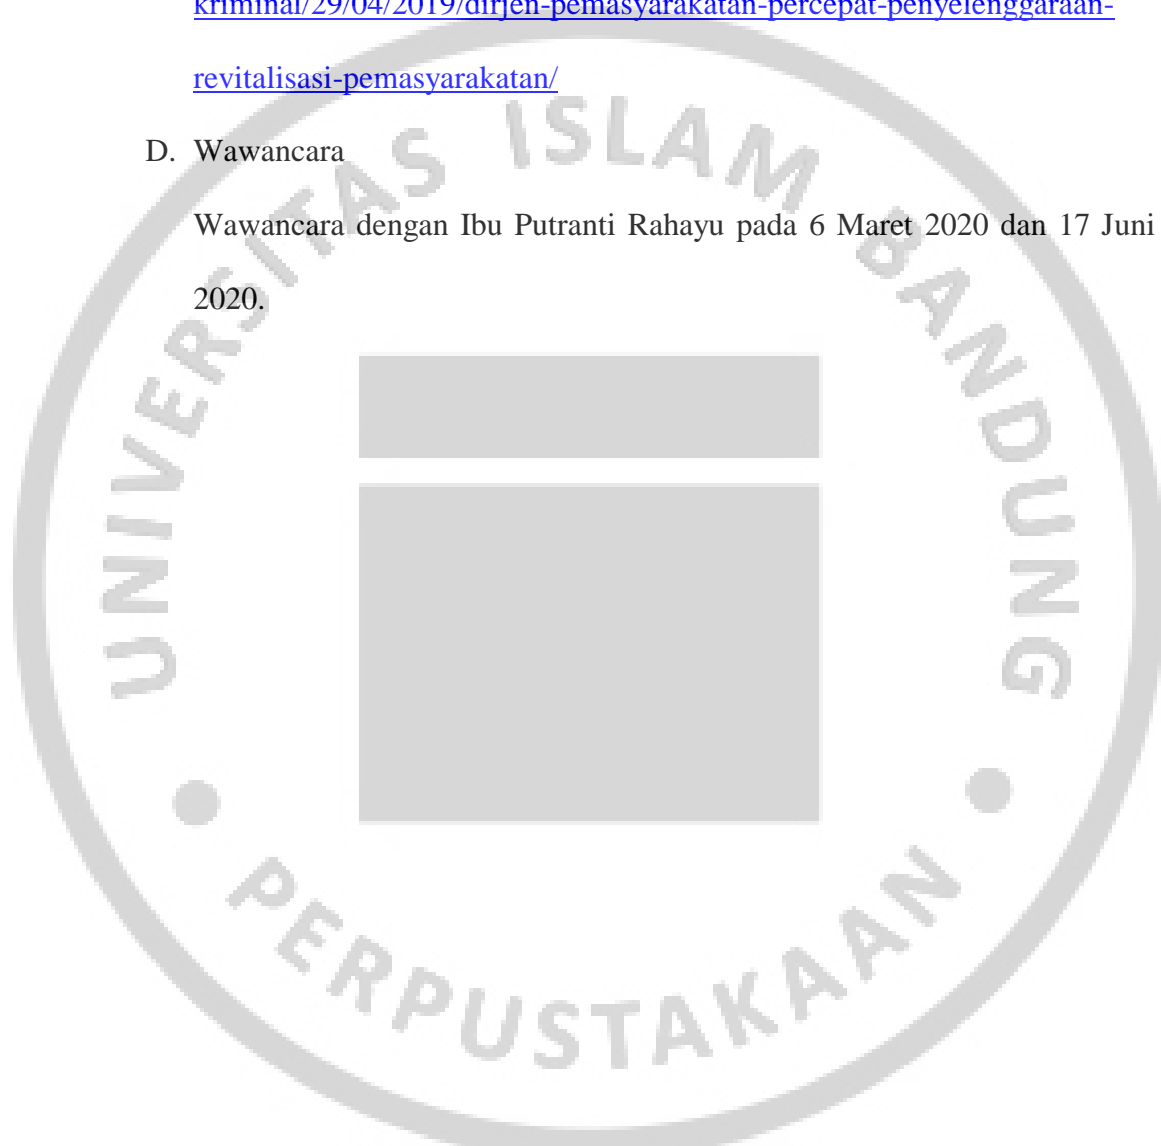 kriminal/29/04/2019/dirjen-pemasyarakatan-percepat-penyelenggaraan-
revitalisasi-pemasyarakatan/
D. Wawancara
Wawancara dengan Ibu Putranti Rahayu pada 6 Maret 2020 dan 17 Juni
2020.
UNIVERSITAS ISLAM BANDUNG
PERPUSTAKAAN